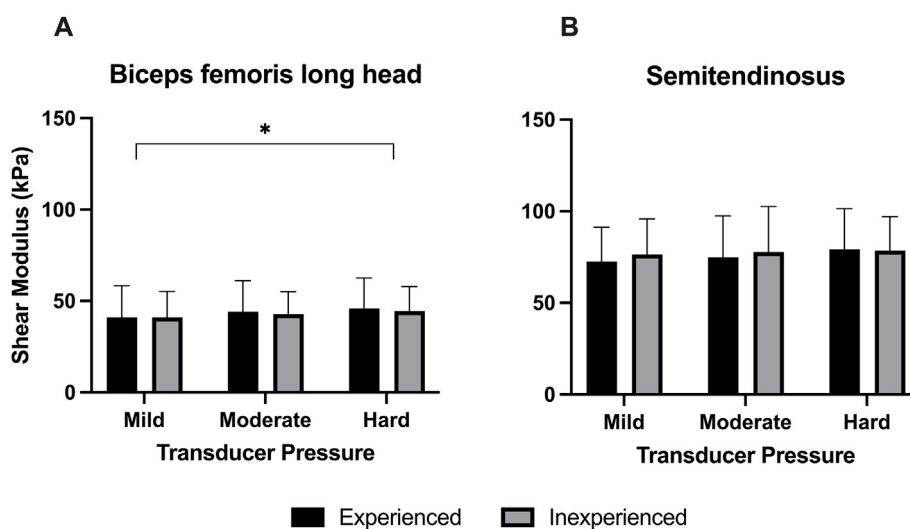 A
Biceps femoris long head
Shear Modulus (kPa)
150
100
50
0
*
Mild Moderate Hard
Transducer Pressure
B
Semitendinosus
150
100
50
0
Mild Moderate Hard
Transducer Pressure
Experienced Inexperienced